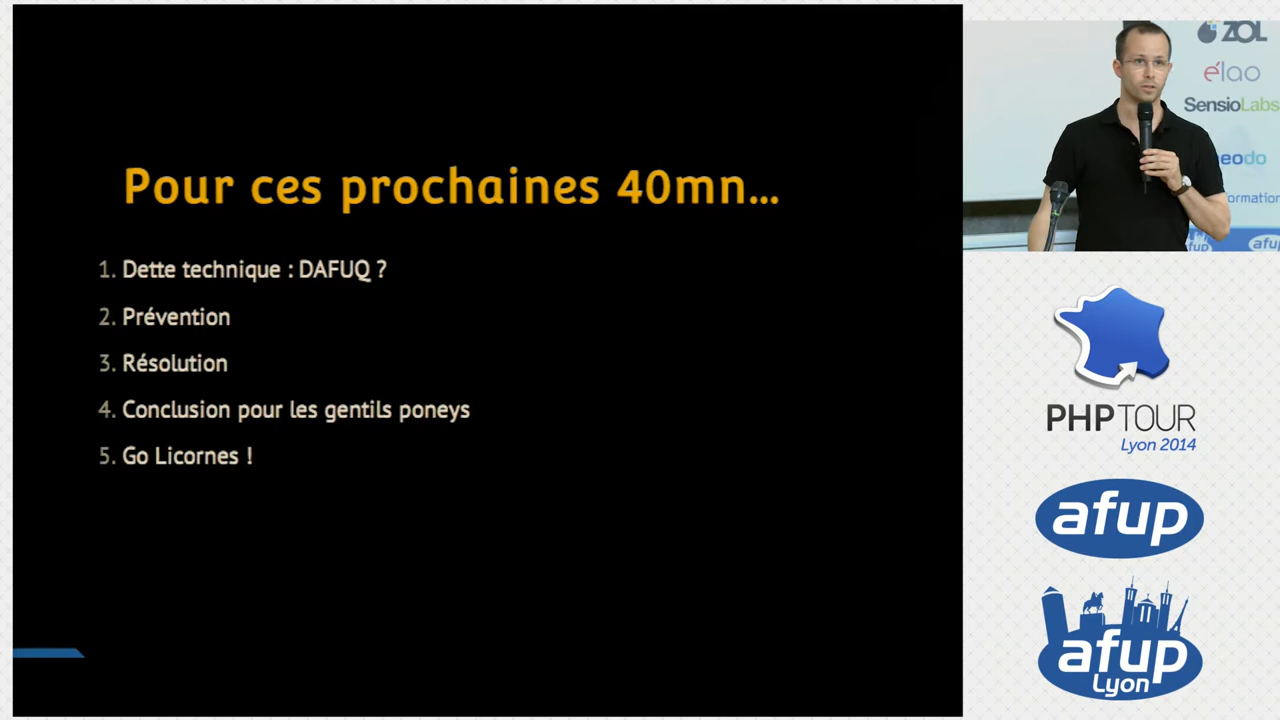 Pour ces prochaines 40mn...
1. Dette technique : DAFUQ ?
2. Prévention
3. Résolution
4. Conclusion pour les gentils poneys
5. Go Licornes !
ZOL
élao
SensioLabs
afup
PHPTOUR
Lyon 2014
afup
afup
Lyon